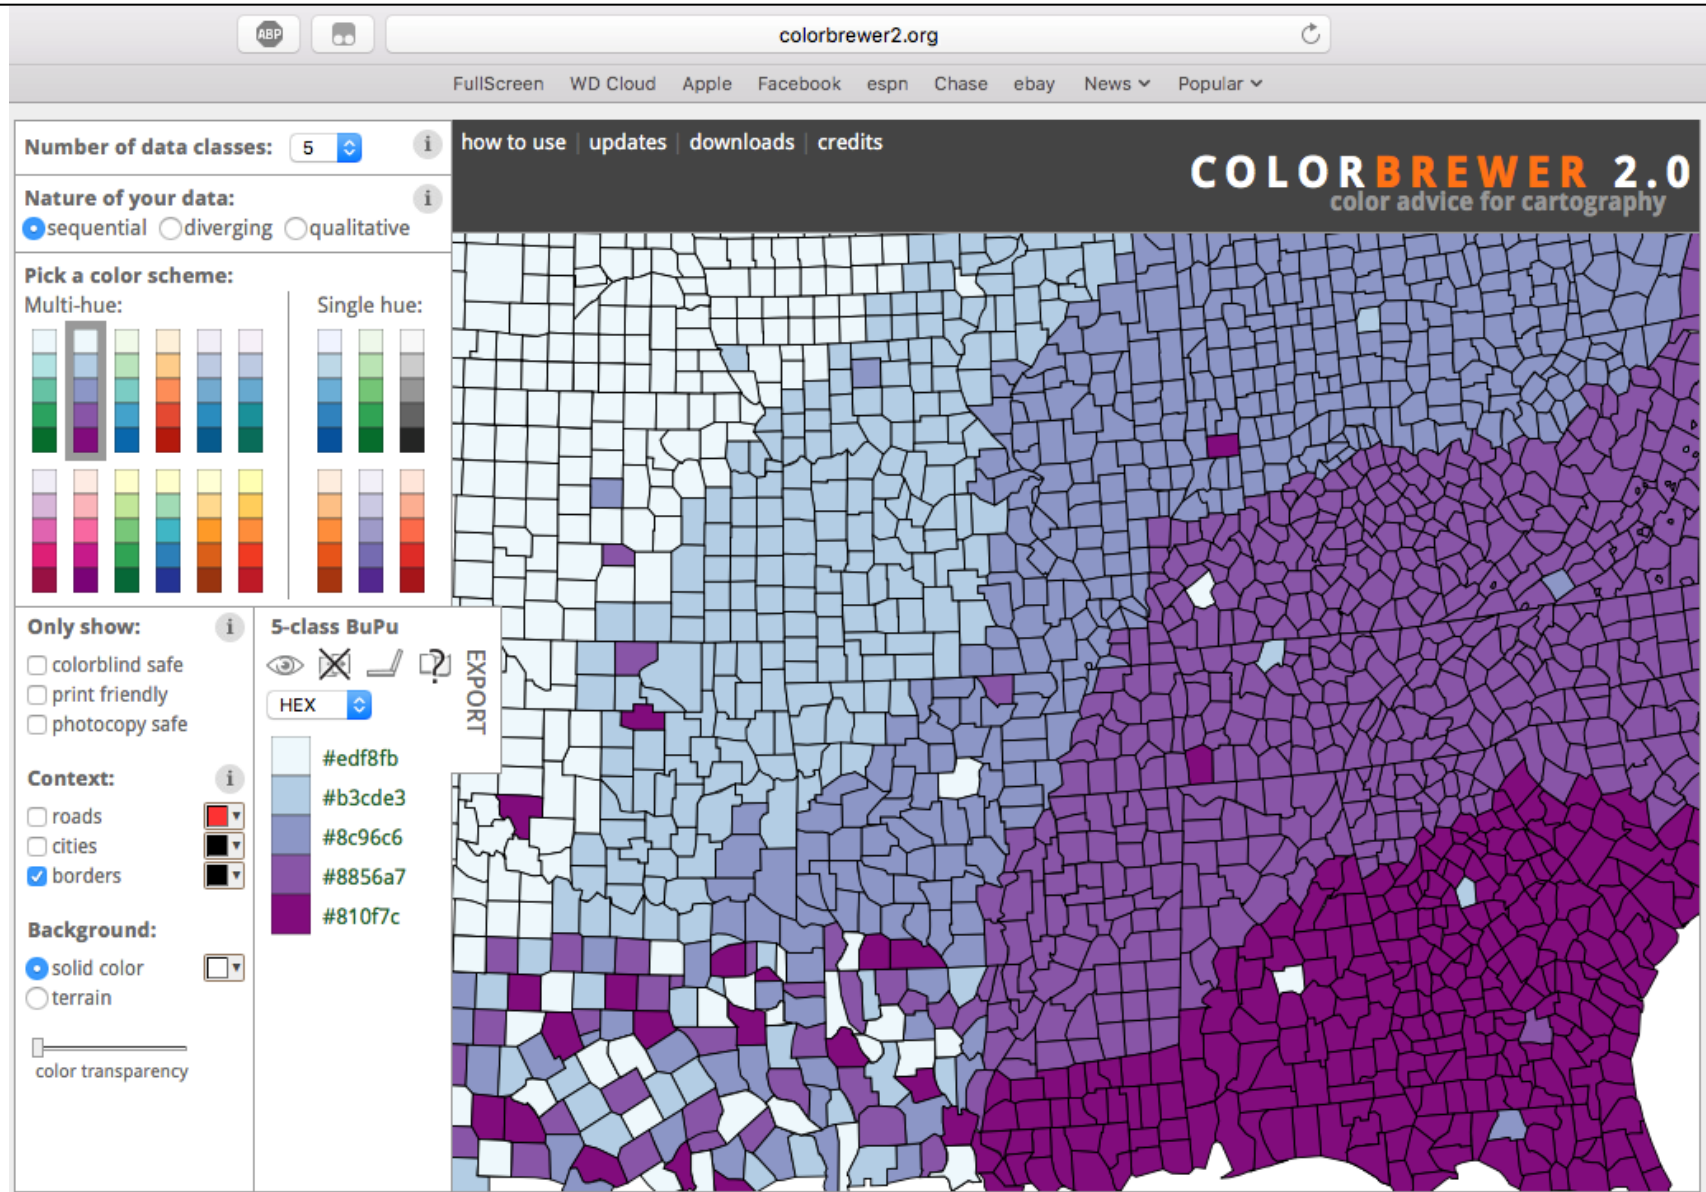 ABP
colorbrewer2.org
FullScreen WD Cloud Apple Facebook espn Chase ebay News Popular
Number of data classes: 5 i
how to use | updates | downloads | credits
COLORBREWER 2.0
color advice for cartography
Nature of your data: i
sequential diverging qualitative
Pick a color scheme:
Multi-hue: Single hue:
Only show: i
colorblind safe
print friendly
photocopy safe
Context: i
roads
cities
borders
Background:
solid color
terrain
color transparency
5-class BuPu
?
EXPORT
HEX
#edf8fb
#b3cde3
#8c96c6
#8856a7
#810f7c